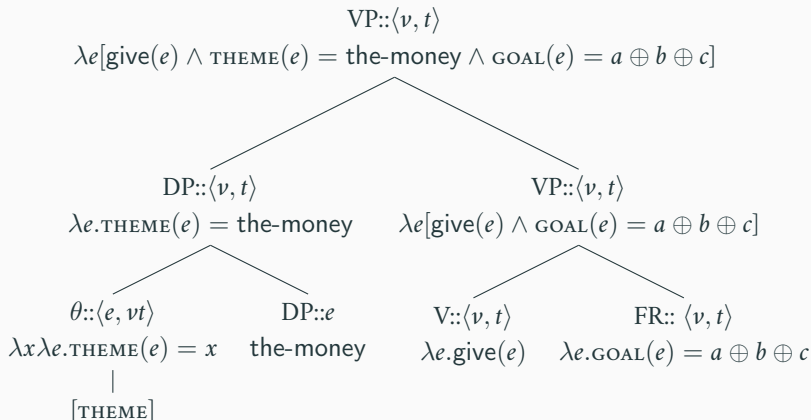 VP::⟨v, t⟩
λe[give(e) ∧ THEME(e) = the-money ∧ GOAL(e) = a ⊕ b ⊕ c]
DP::⟨v, t⟩ VP::⟨v, t⟩
λe.THEME(e) = the-money λe[give(e) ∧ GOAL(e) = a ⊕ b ⊕ c]
θ::⟨e, vt⟩ DP::e V::⟨v, t⟩ FR:: ⟨v, t⟩
λxλe.THEME(e) = x the-money λe.give(e) λe.GOAL(e) = a ⊕ b ⊕ c
[THEME]